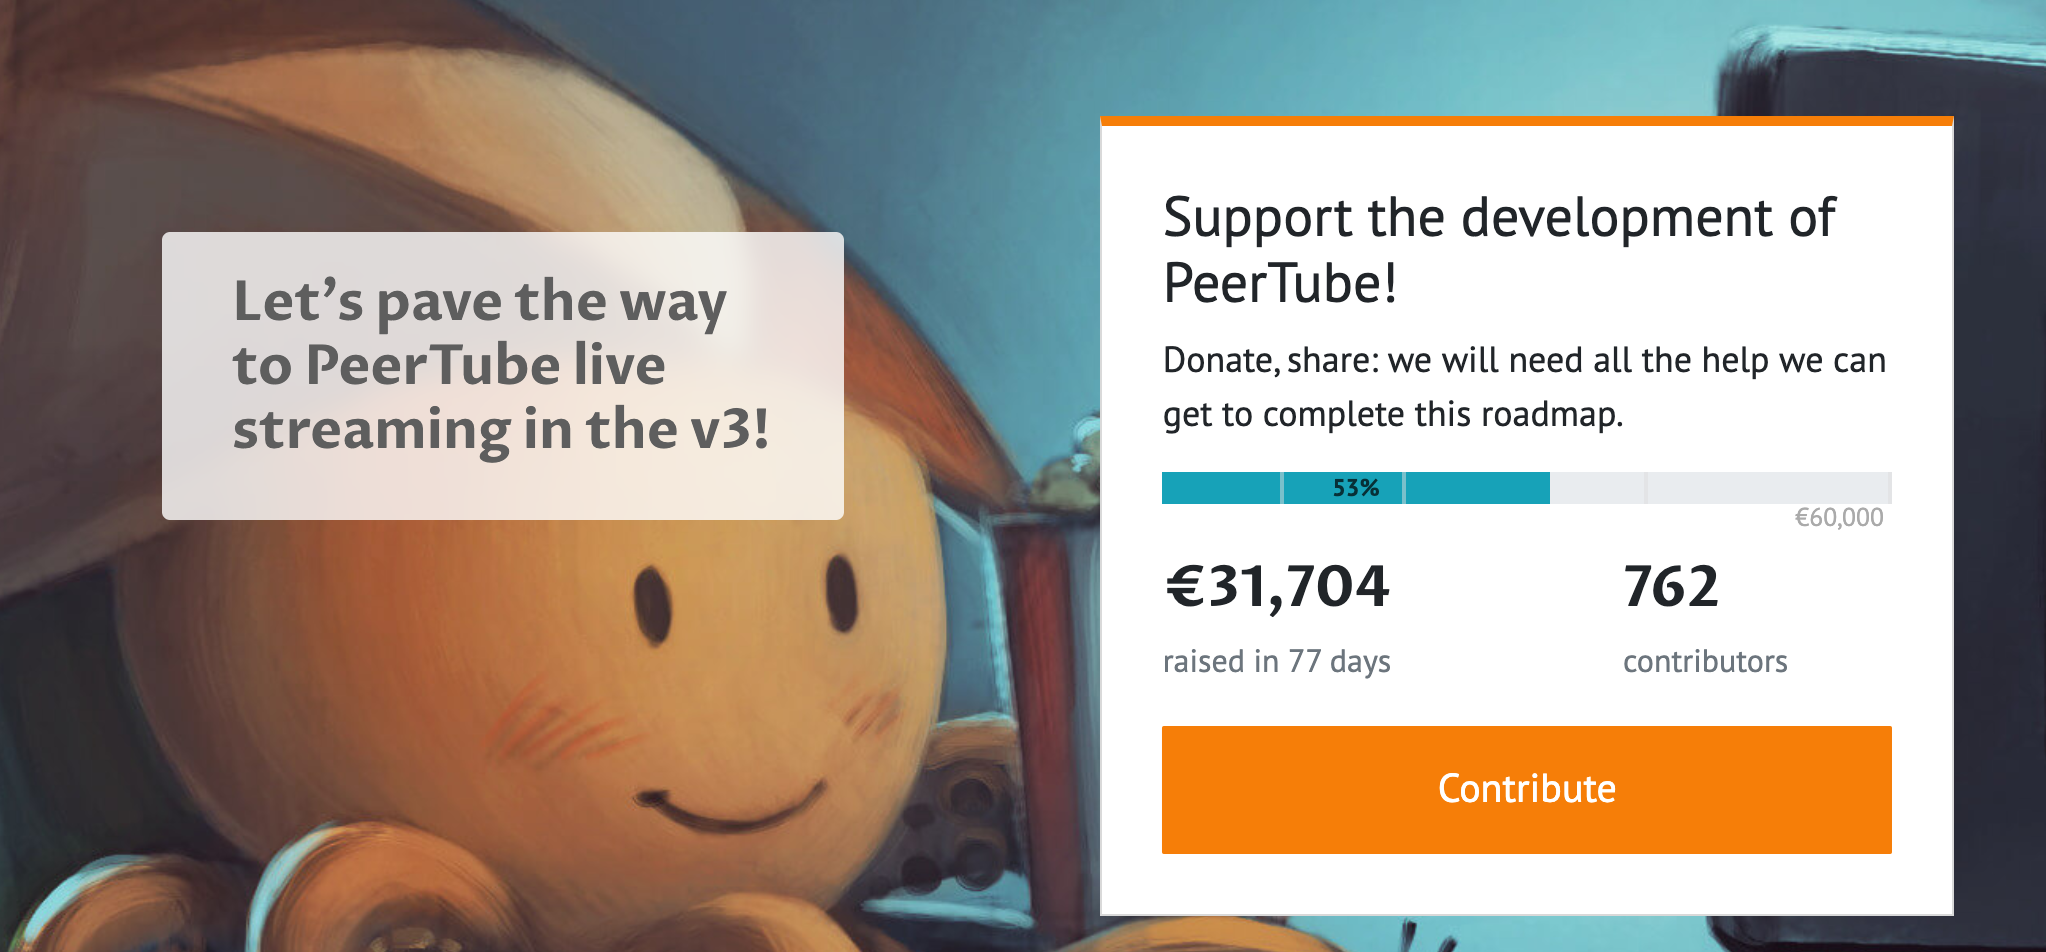 Let’s pave the way
to PeerTube live
streaming in the v3!
Support the development of
PeerTube!
Donate, share: we will need all the help we can
get to complete this roadmap.
53%
€60,000
€31,704
raised in 77 days
762
contributors
Contribute